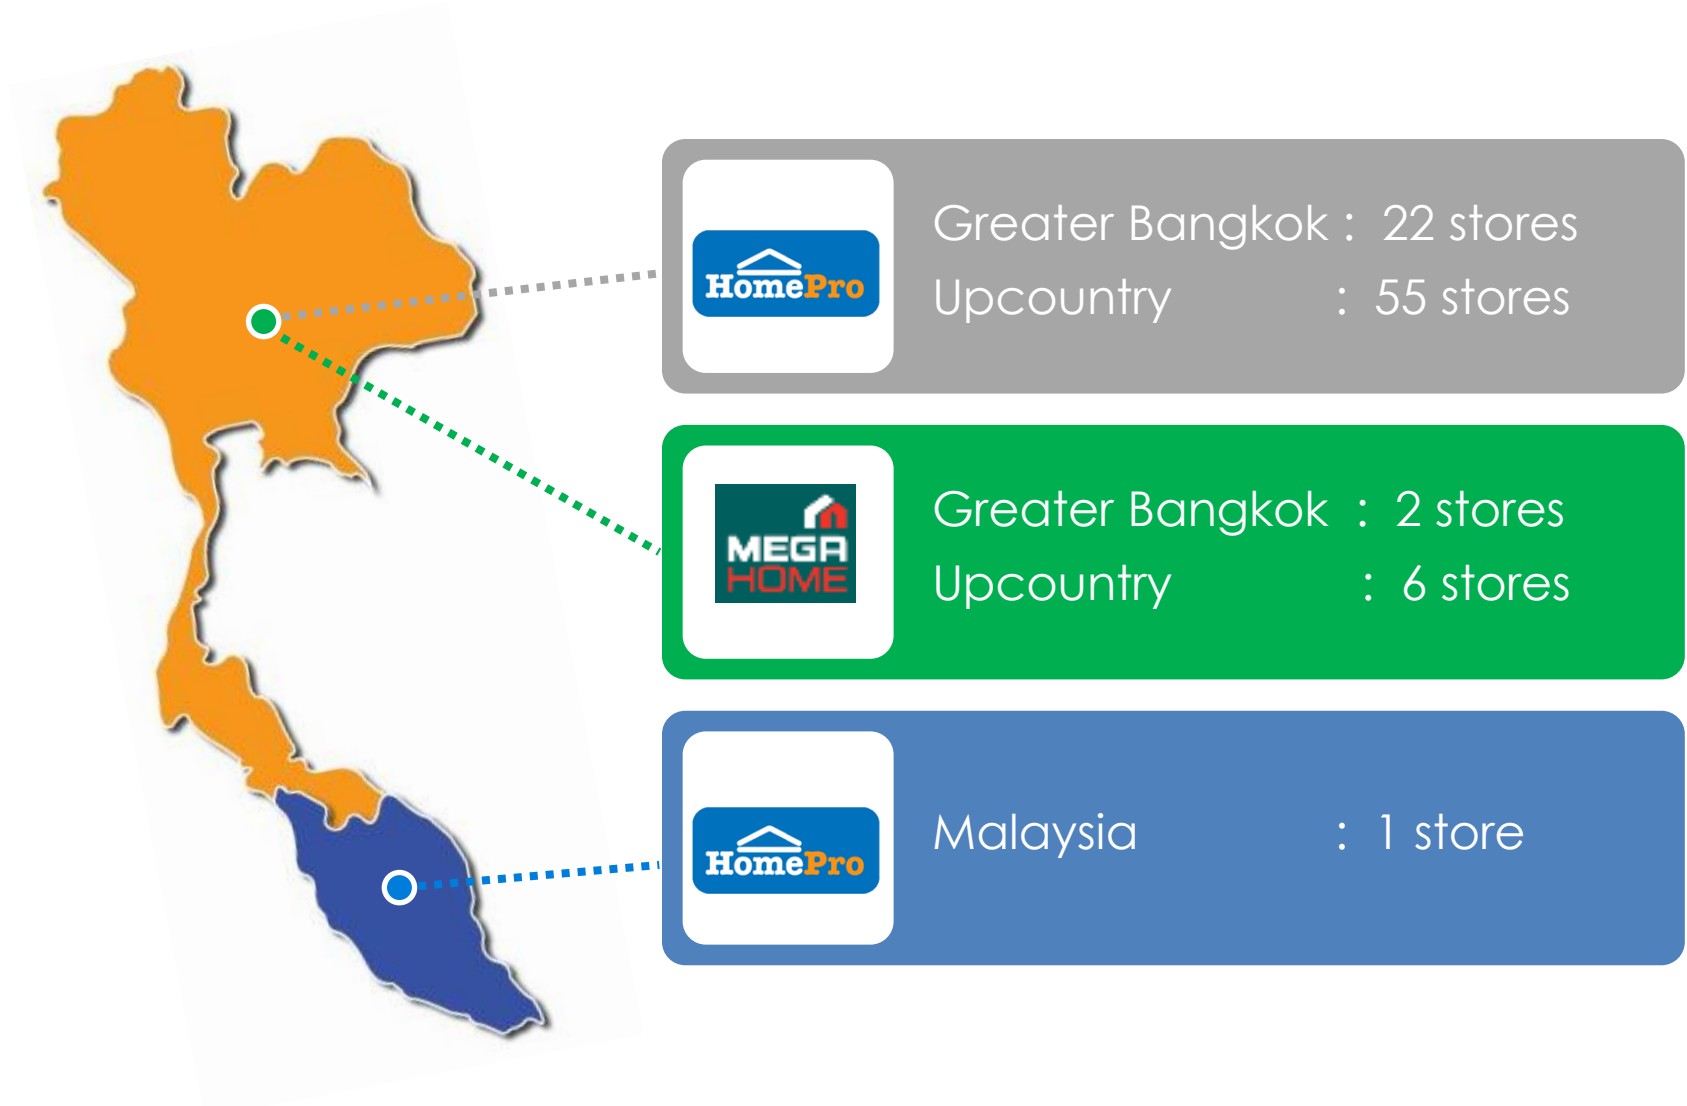 HomePro
Greater Bangkok : 22 stores
Upcountry : 55 stores
MEGA
HOME
Greater Bangkok : 2 stores
Upcountry : 6 stores
HomePro
Malaysia : 1 store